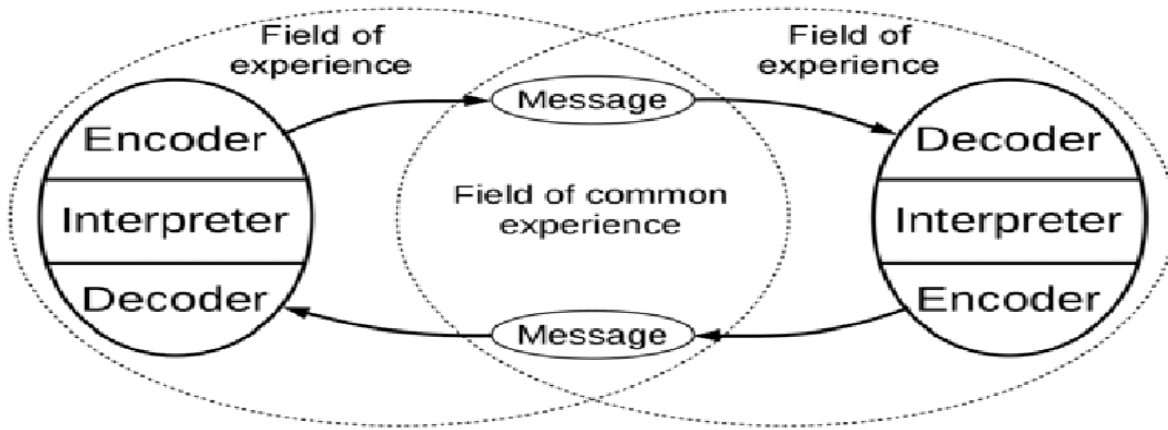 Field of
experience
Field of
experience
Message
Encoder
Interpreter
Decoder
Field of common
experience
Decoder
Interpreter
Encoder
Message